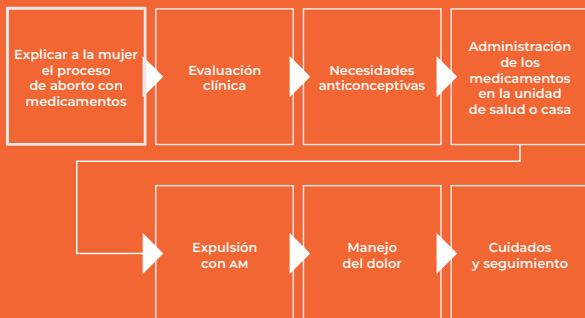 Explicar a la mujer
el proceso
de aborto con
medicamentos
Evaluación
clínica
Necesidades
anticonceptivas
Administración
de los
medicamentos
en la unidad
de salud o casa
Expulsión
con AM
Manejo
del dolor
Cuidados
y seguimiento